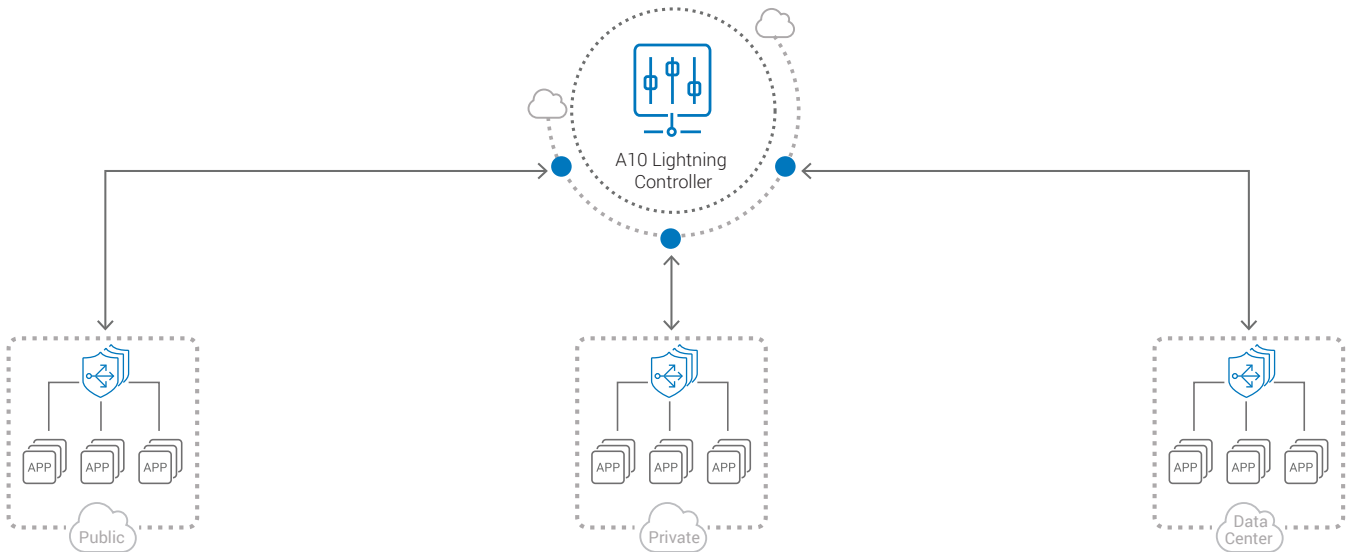 A10 Lightning
Controller
APP
APP
APP
APP
APP
APP
APP
APP
APP
Public
Private
Data
Center